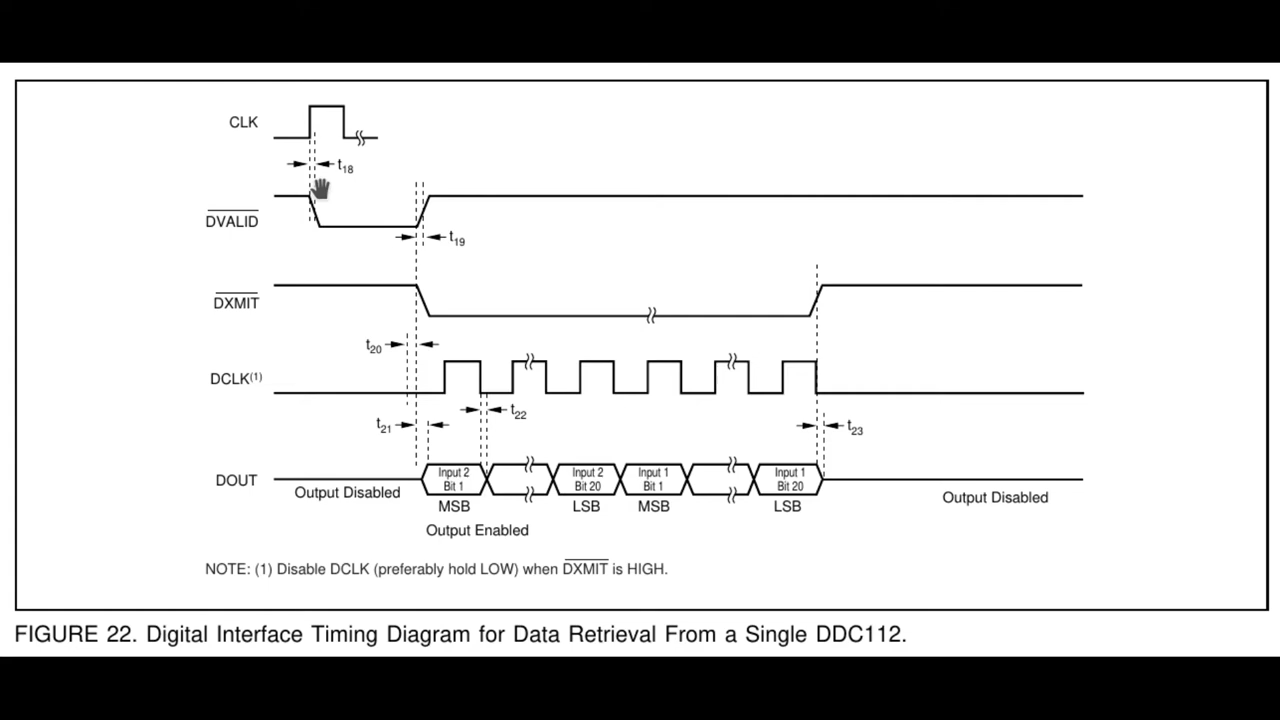 CLK
t18
DVALID
t19
DXMIT
t20
DCLK(1)
t22
t21
t23
DOUT
Output Disabled
Input 2
Bit 1
Input 2
Bit 20
Input 1
Bit 1
Input 1
Bit 20
Output Disabled
MSB
LSB
MSB
LSB
Output Enabled
NOTE: (1) Disable DCLK (preferably hold LOW) when DXMIT is HIGH.
FIGURE 22. Digital Interface Timing Diagram for Data Retrieval From a Single DDC112.